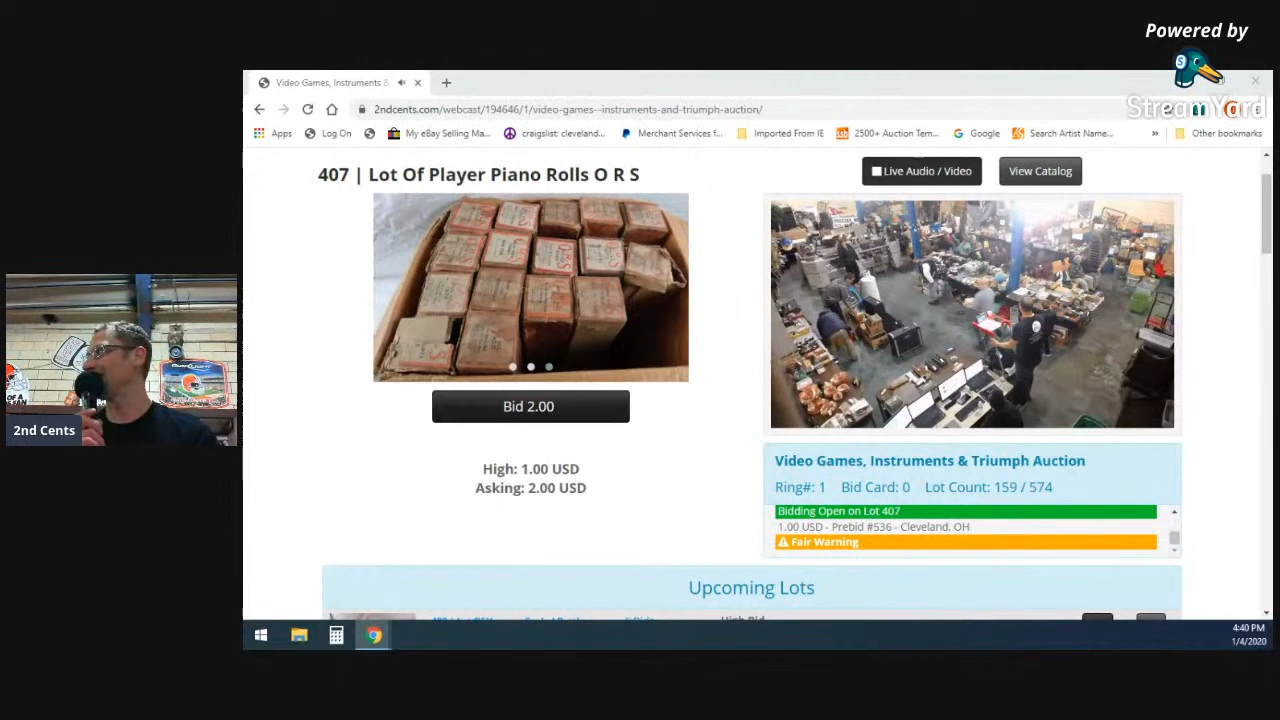 Powered by
StreamYard
Video Games, Instruments &
2ndcents.com/webcast/194646/1/video-games--instruments-and-triumph-auction/
Apps
Log On
My eBay Selling Ma...
craigslist: cleveland...
Merchant Services f...
Imported From IE
2500+ Auction Tem...
Google
Search Artist Name...
»
Other bookmarks
407 | Lot Of Player Piano Rolls O R S
Live Audio / Video
View Catalog
Bid 2.00
High: 1.00 USD
Asking: 2.00 USD
Video Games, Instruments & Triumph Auction
Ring#: 1 Bid Card: 0 Lot Count: 159 / 574
Bidding Open on Lot 407
1.00 USD - Prebid #536 - Cleveland, OH
Fair Warning
Upcoming Lots
2nd Cents
4:40 PM
1/4/2020